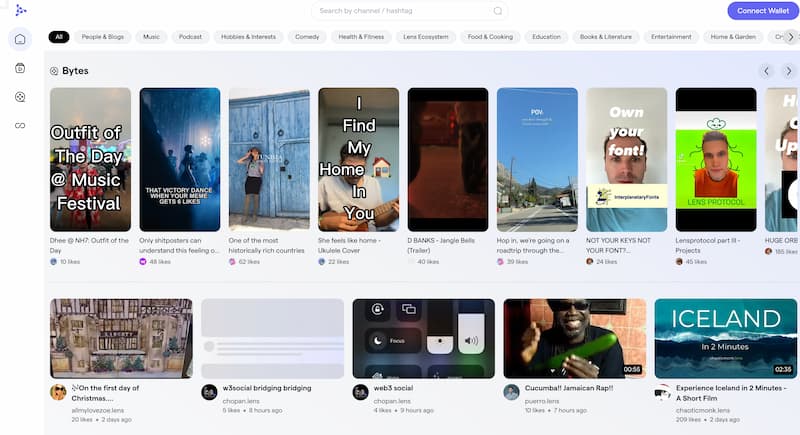 Search by channel / hashtag
Connect Wallet
All
People & Blogs
Music
Podcast
Hobbies & Interests
Comedy
Health & Fitness
Lens Ecosystem
Food & Cooking
Education
Books & Literature
Entertainment
Home & Garden
Bytes
Outfit of
The Day
@ Music
Festival
THAT VICTORY DANCE
WHEN YOUR MEME
GETS 6 LIKES
TUNISIA
I
Find
My
Home
In
You
POV:
Own
your
font!
InterplanetaryFonts
LENS PROTOCOL
Dhee @ NH7: Outfit of the
Day
10 likes
Only shitposters can
understand this feeling o...
48 likes
One of the most
historically rich countries
62 likes
She feels like home -
Ukulele Cover
22 likes
D BANKS - Jangle Bells
(Trailer)
40 likes
Hop in, we're going on a
roadtrip through the...
39 likes
NOT YOUR KEYS NOT
YOUR FONT?...
24 likes
Lensprotocol part III -
Projects
45 likes
HUGE ORB
165 likes
Focus
00:55
ICELAND
In 2 Minutes
chaoticmonk.lens
02:35
On the first day of
Christmas....
allmylovezoe.lens
20 likes • 2 days ago
w3social bridging bridging
chopan.lens
5 likes • 8 hours ago
web3 social
chopan.lens
4 likes • 9 hours ago
Cucumba!! Jamaican Rap!!
puerro.lens
10 likes • 7 hours ago
Experience Iceland in 2 Minutes -
A Short Film
chaoticmonk.lens
209 likes • 2 days ago